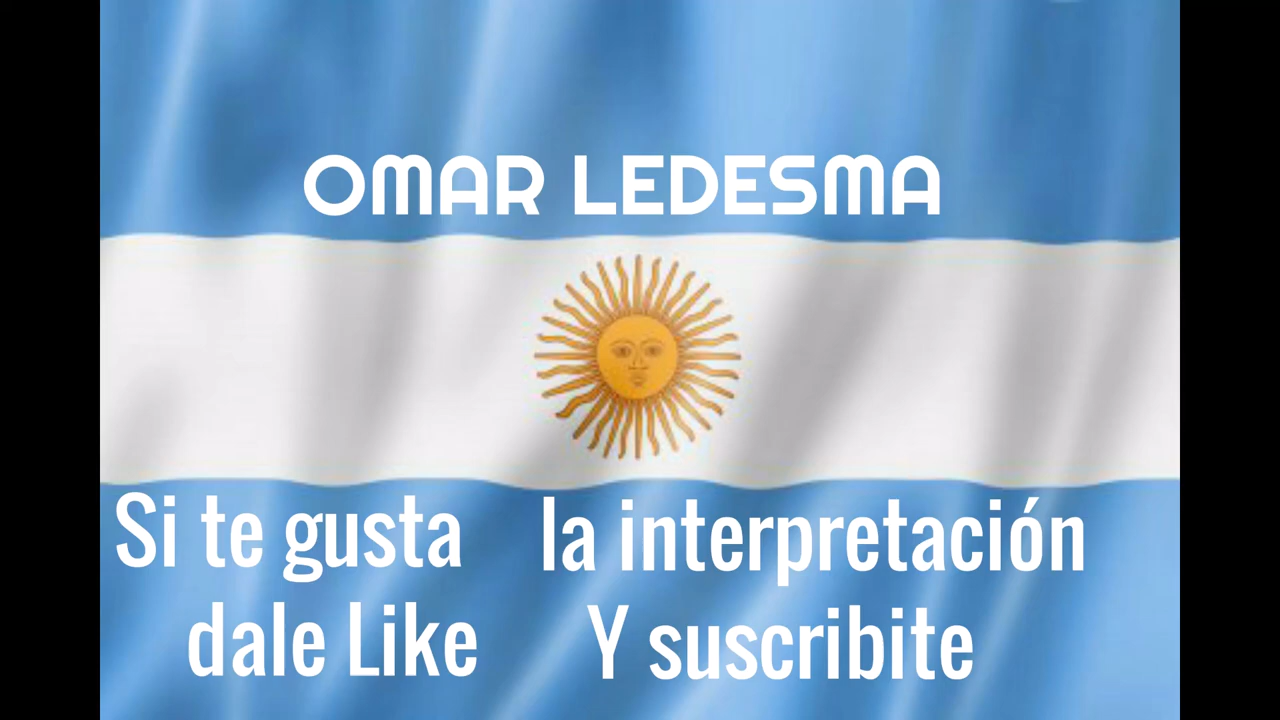 OMAR LEDESMA
Si te gusta la interpretación
dale Like Y suscribite